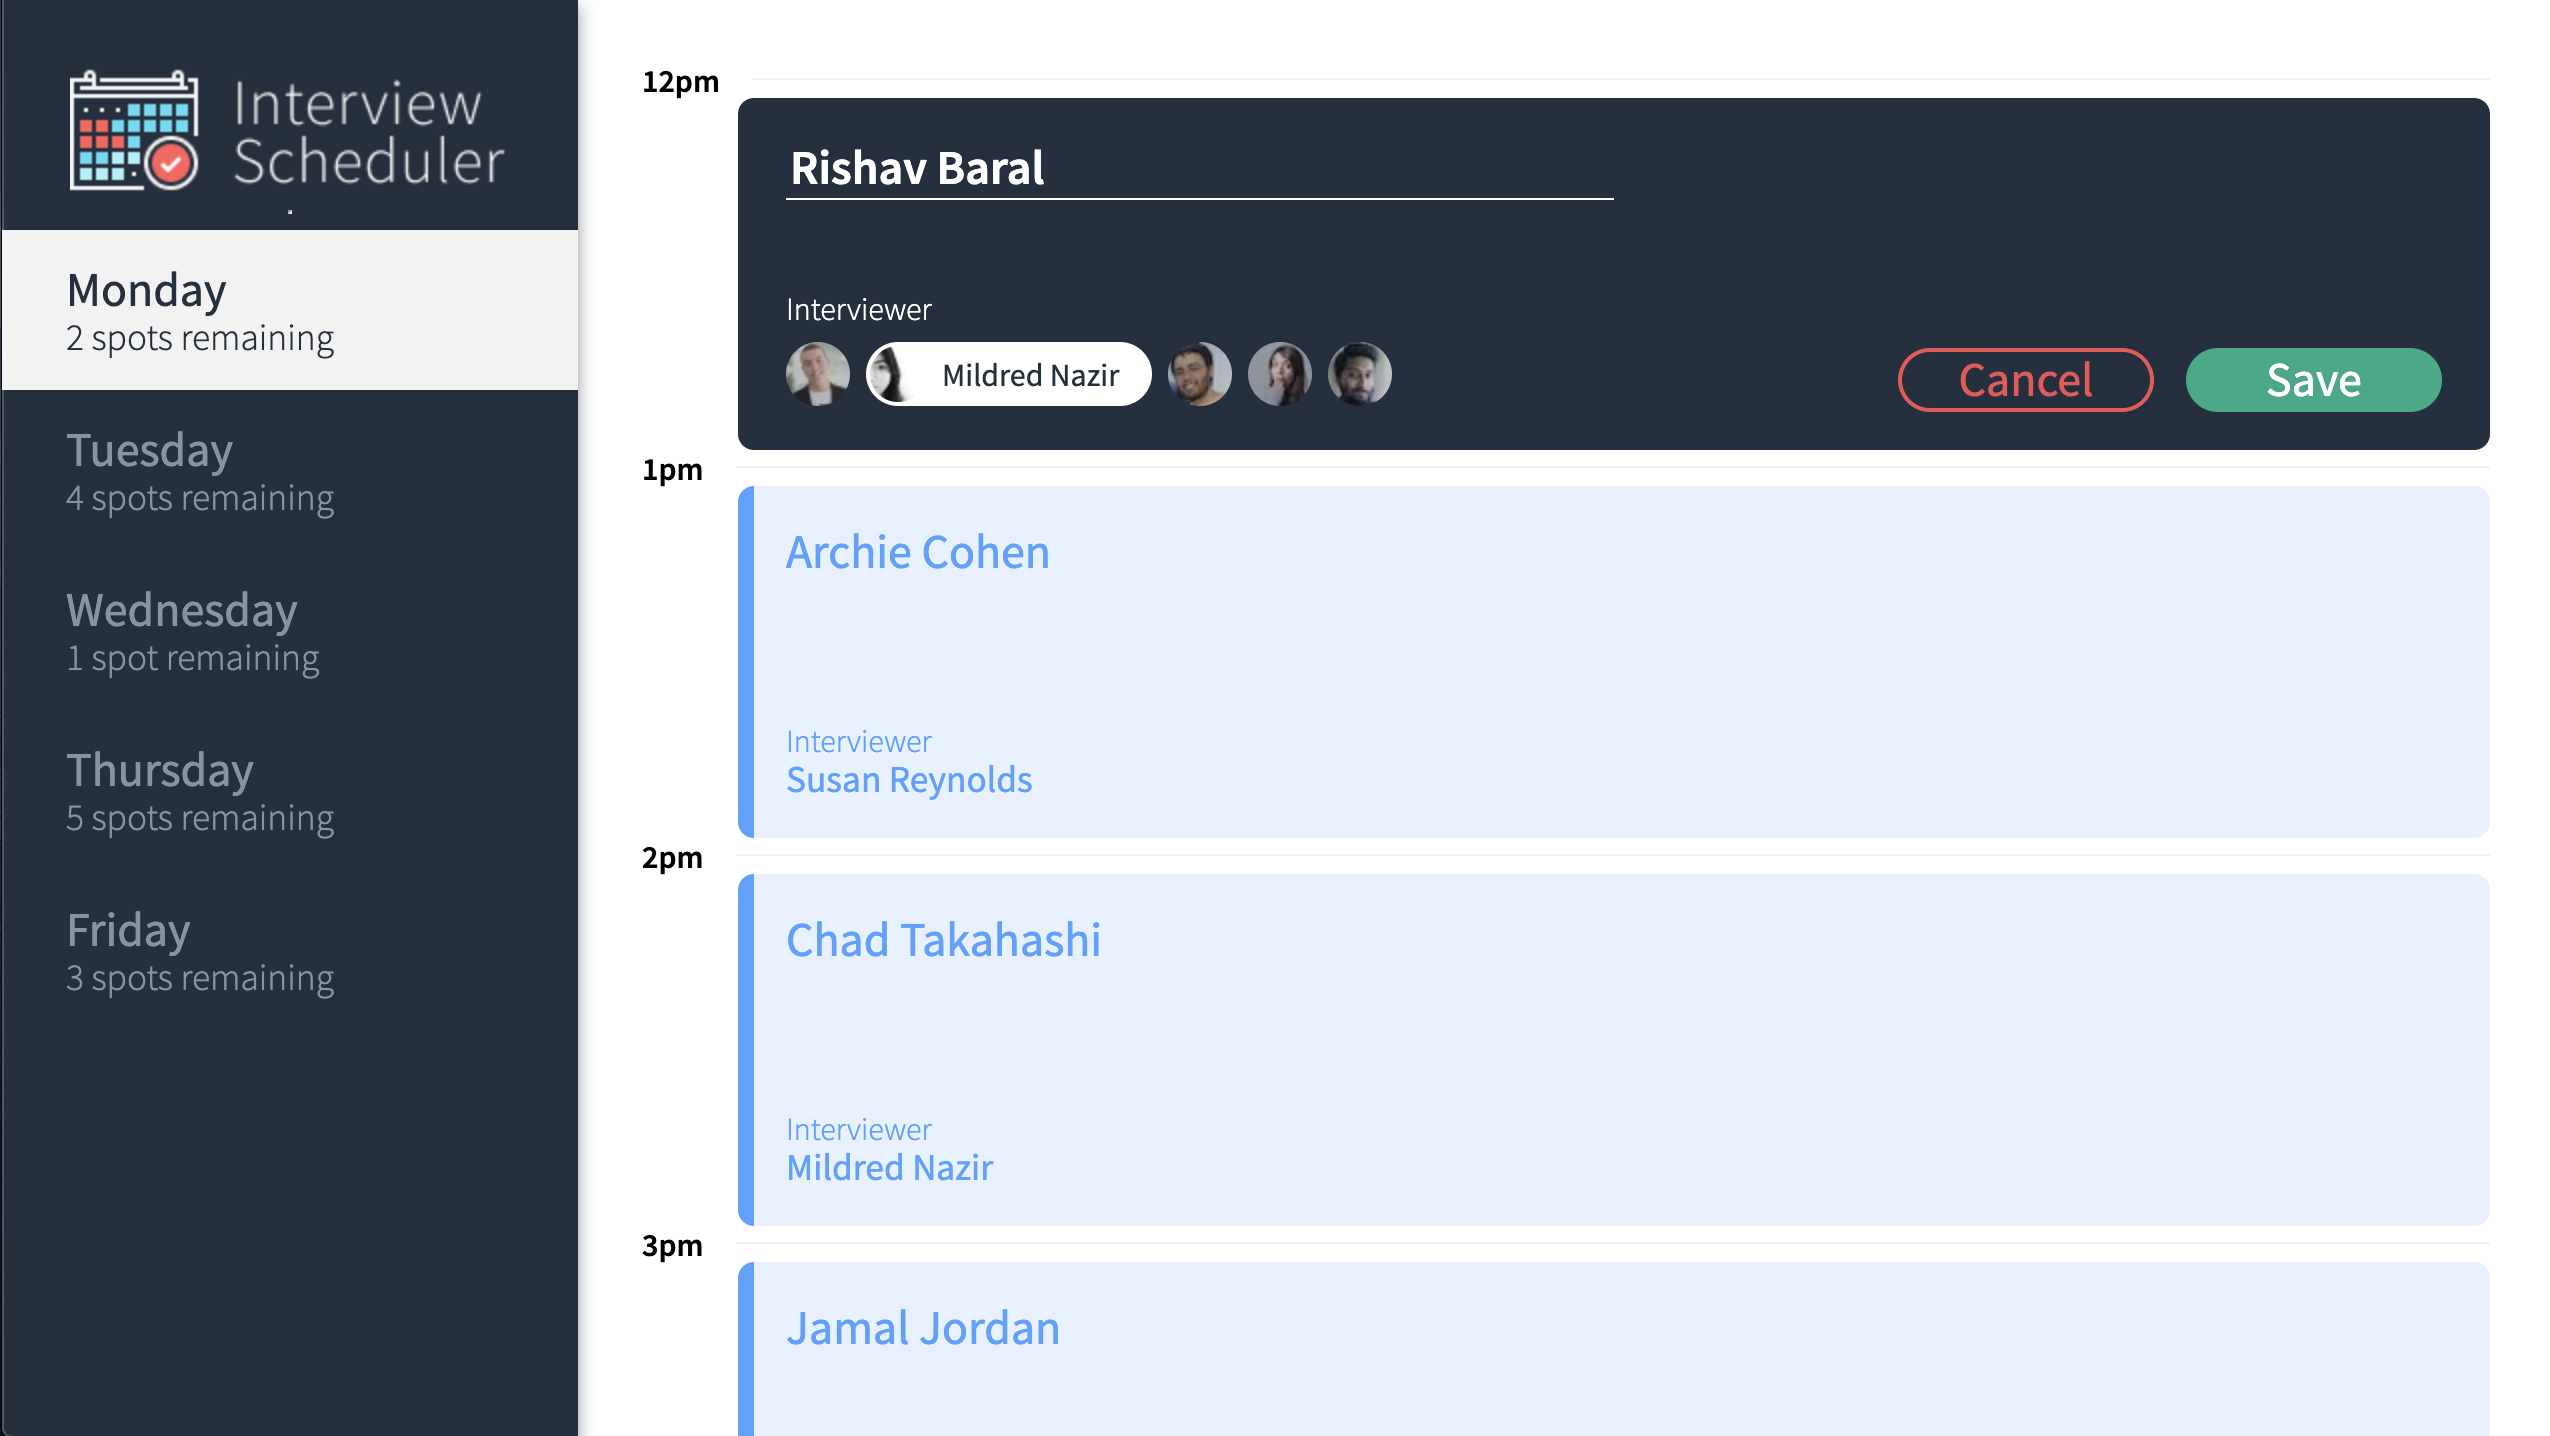 Interview
Scheduler
Monday
2 spots remaining
Tuesday
4 spots remaining
Wednesday
1 spot remaining
Thursday
5 spots remaining
Friday
3 spots remaining
12pm
Rishav Baral
Interviewer
Mildred Nazir
Cancel
Save
1pm
Archie Cohen
Interviewer
Susan Reynolds
2pm
Chad Takahashi
Interviewer
Mildred Nazir
3pm
Jamal Jordan